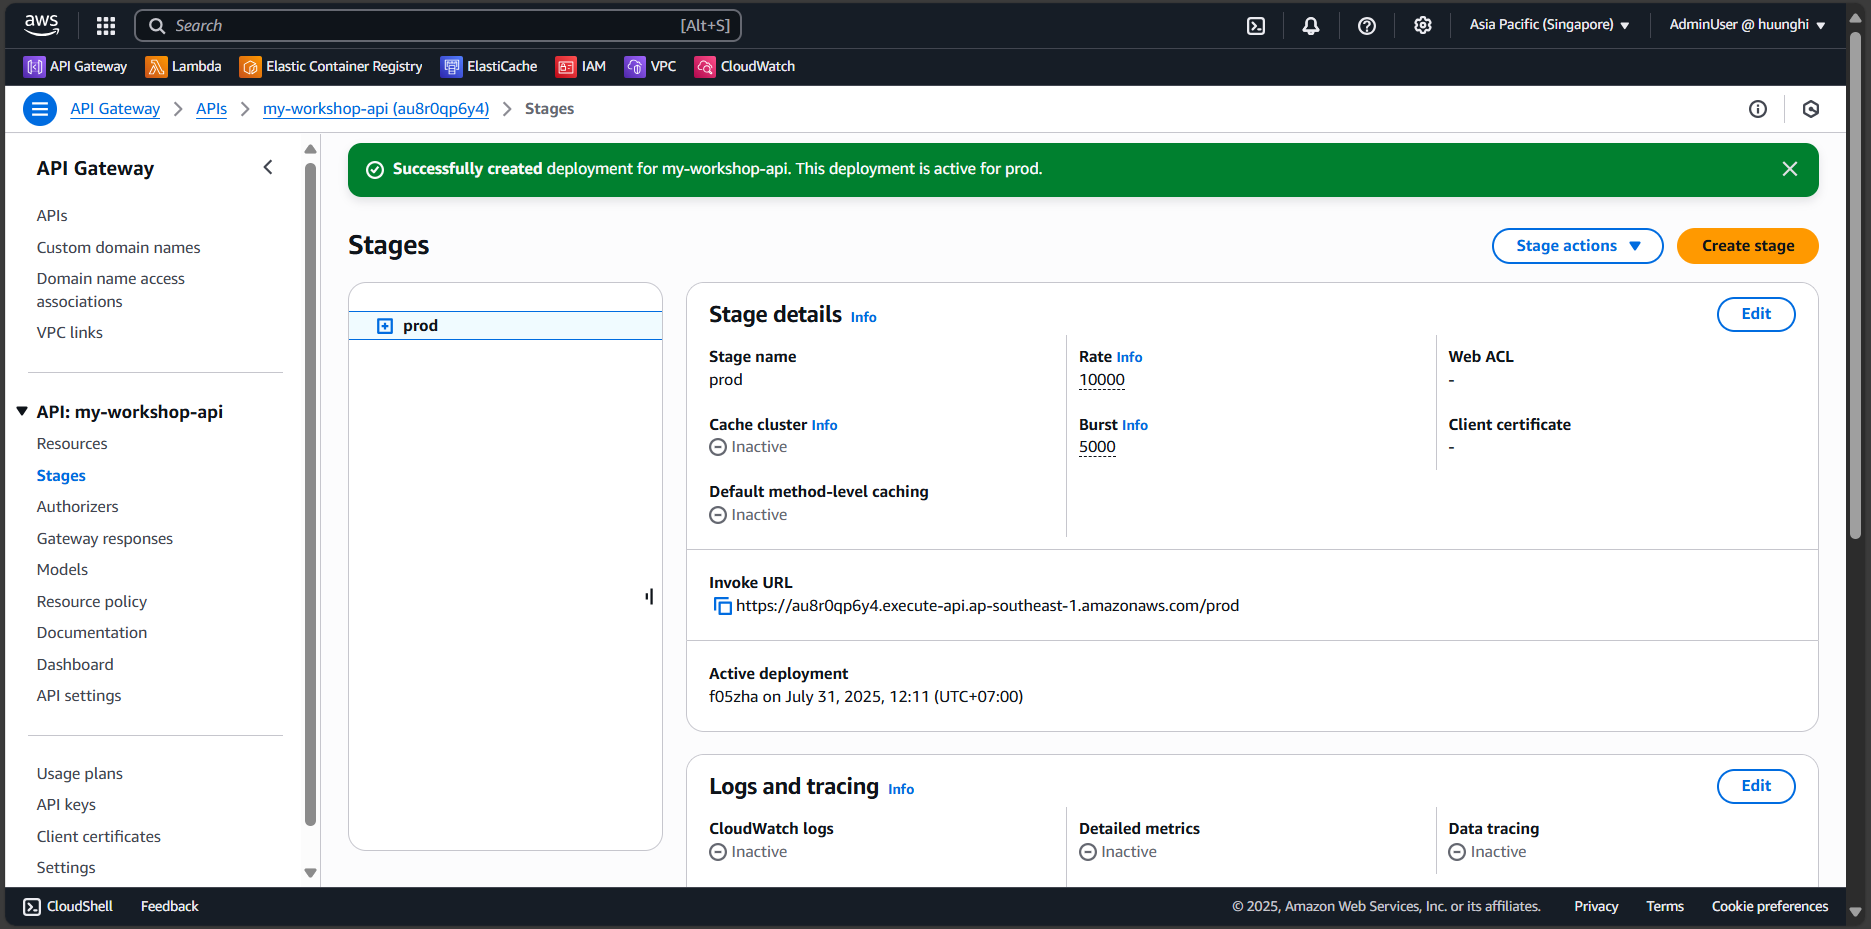 aws
Search [Alt+S]
Asia Pacific (Singapore)
AdminUser @ huunghi
API Gateway
Lambda
Elastic Container Registry
ElastiCache
IAM
VPC
CloudWatch
API Gateway
APIs
my-workshop-api (au8r0qp6y4)
Stages
API Gateway
APIs
Custom domain names
Domain name access
associations
VPC links
API: my-workshop-api
Resources
Stages
Authorizers
Gateway responses
Models
Resource policy
Documentation
Dashboard
API settings
Usage plans
API keys
Client certificates
Settings
Successfully created deployment for my-workshop-api. This deployment is active for prod.
Stages
Stage actions
Create stage
prod
Stage details Info
Edit
Stage name
prod
Rate Info
10000
Web ACL
-
Cache cluster Info
Inactive
Burst Info
5000
Client certificate
-
Default method-level caching
Inactive
Invoke URL
https://au8r0qp6y4.execute-api.ap-southeast-1.amazonaws.com/prod
Active deployment
f05zha on July 31, 2025, 12:11 (UTC+07:00)
Logs and tracing Info
Edit
CloudWatch logs
Inactive
Detailed metrics
Inactive
Data tracing
Inactive
CloudShell
Feedback
© 2025, Amazon Web Services, Inc. or its affiliates.
Privacy
Terms
Cookie preferences